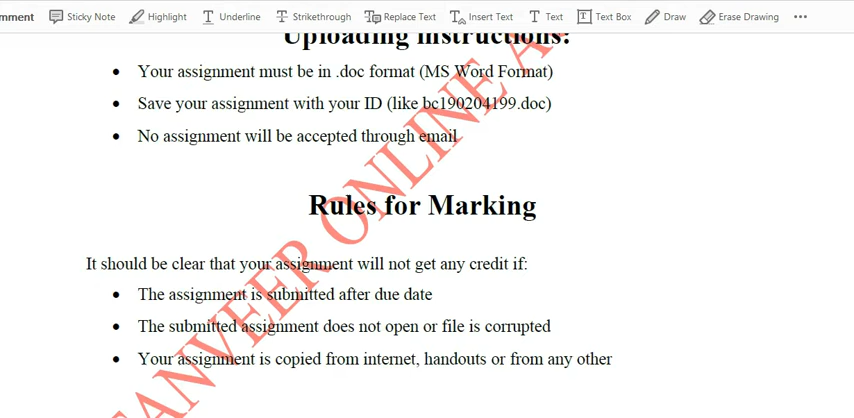 mment Sticky Note Highlight Underline Strikethrough Replace Text Insert Text Text Text Box Draw Erase Drawing
Uploading instructions:
• Your assignment must be in .doc format (MS Word Format)
• Save your assignment with your ID (like bc190204199.doc)
• No assignment will be accepted through email
Rules for Marking
It should be clear that your assignment will not get any credit if:
• The assignment is submitted after due date
• The submitted assignment does not open or file is corrupted
• Your assignment is copied from internet, handouts or from any other
TANVEER ONLINE A